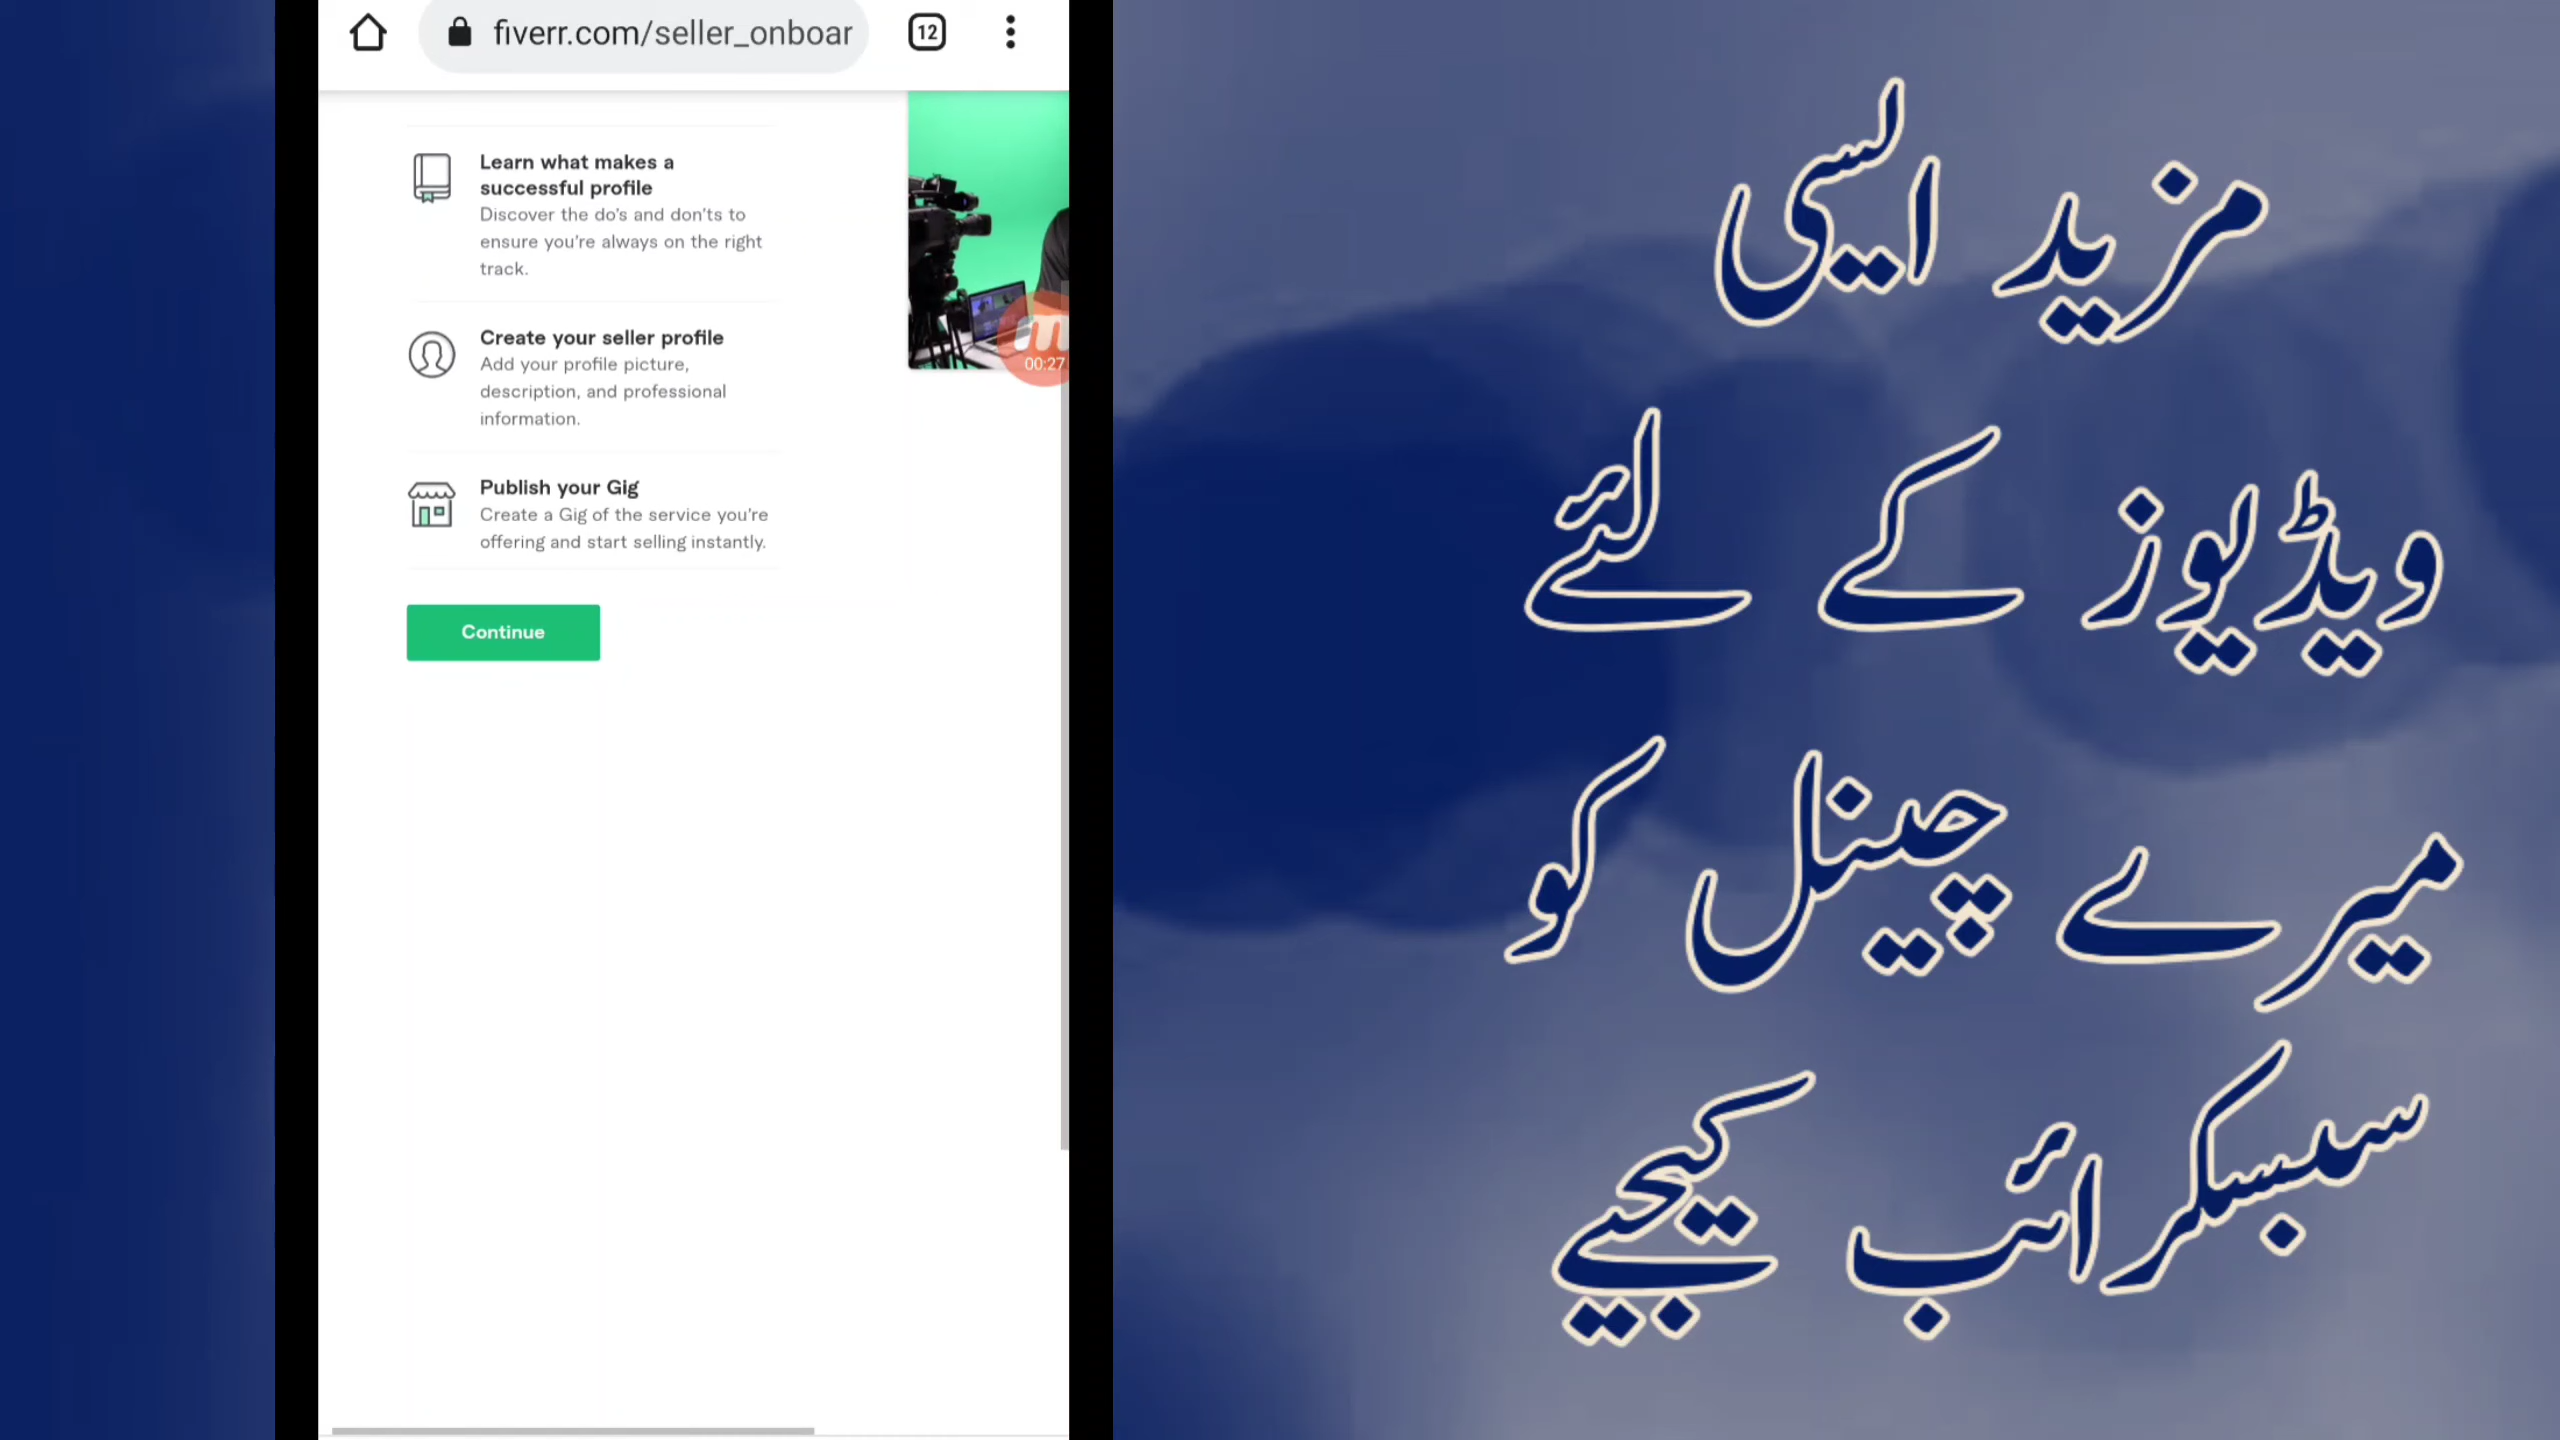 fiverr.com/seller_onboar
12
Learn what makes a
successful profile
Discover the do's and don'ts to
ensure you're always on the right
track.
00:27
Create your seller profile
Add your profile picture,
description, and professional
information.
Publish your Gig
Create a Gig of the service you're
offering and start selling instantly.
Continue
مزید ایسی
ویڈیوز کے لئے
میرے چینل کو
سبسکرائب کیجیے